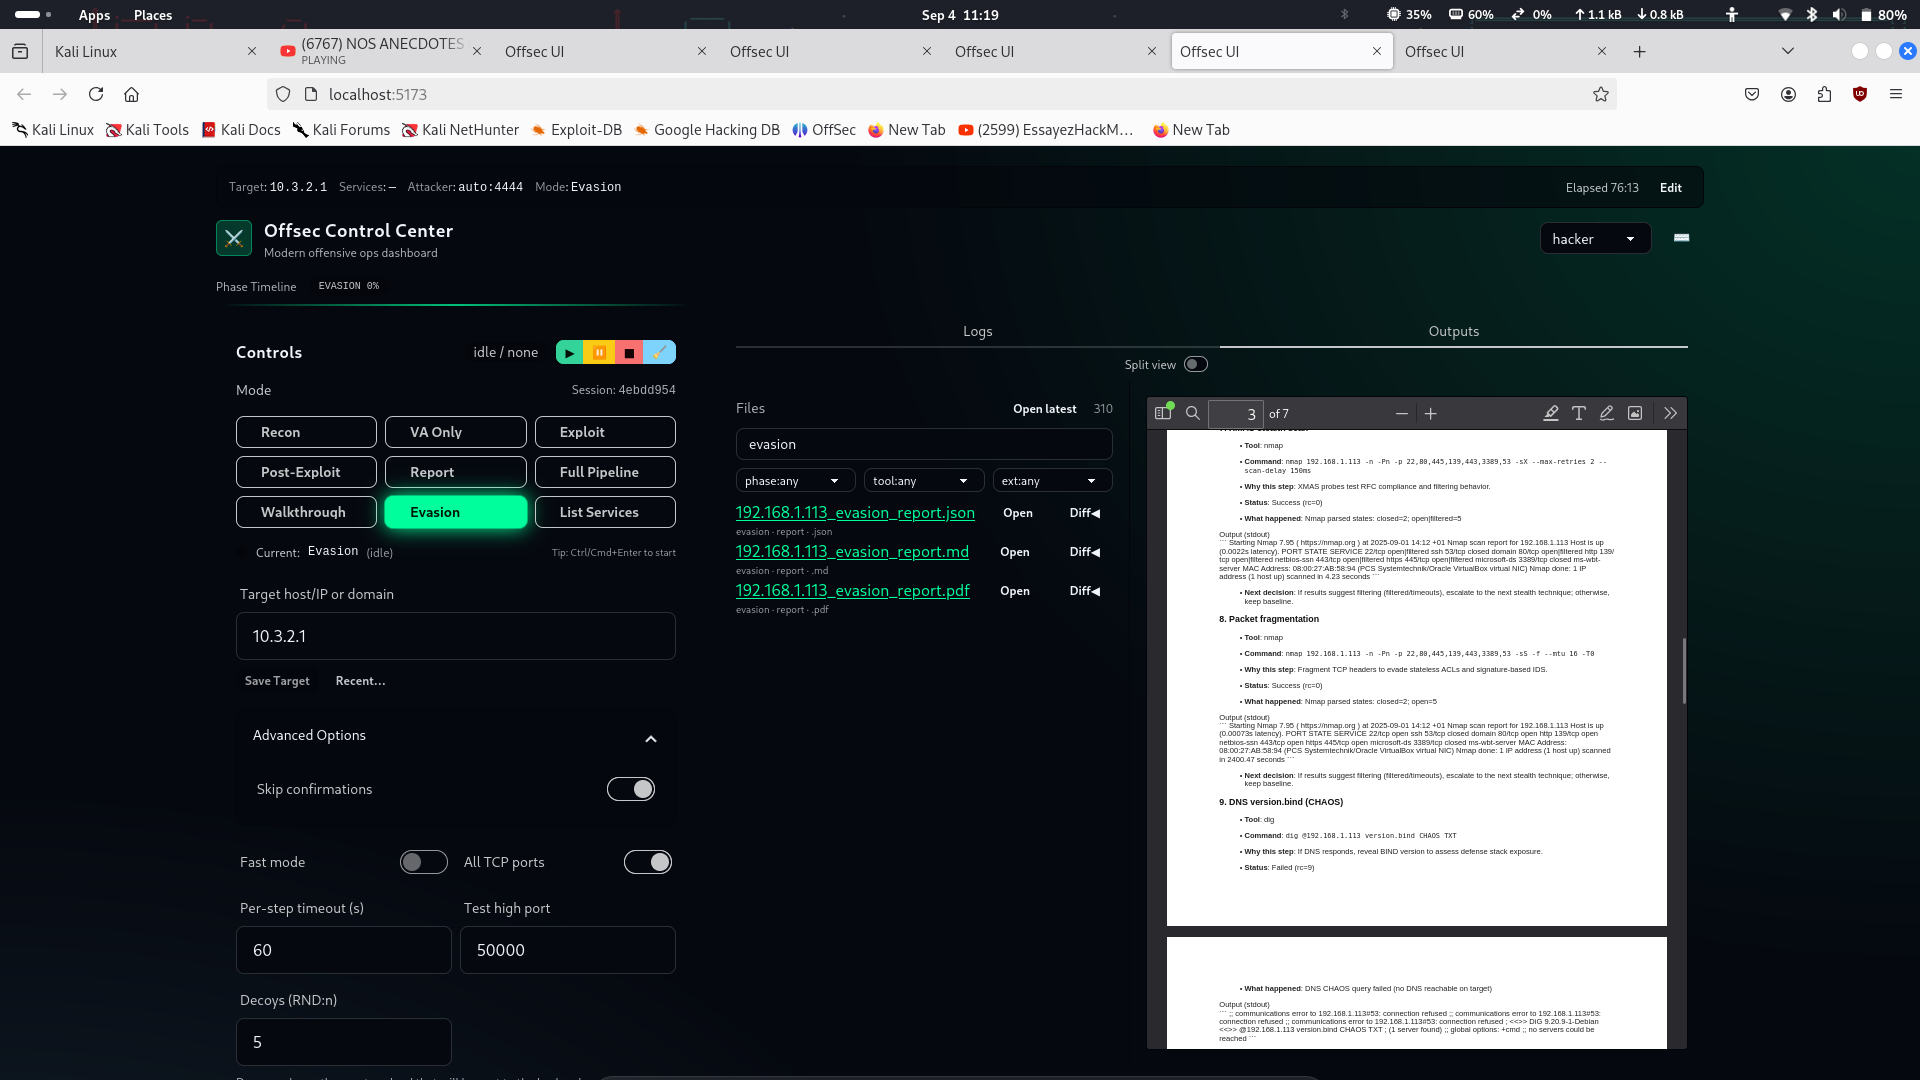 Apps Places Sep 4 11:19 35% 60% 0% 1.1 kB 0.8 kB 80%
Kali Linux (6767) NOS ANECDOTES Offsec UI Offsec UI Offsec UI Offsec UI Offsec UI
PLAYING
localhost:5173
Kali Linux Kali Tools Kali Docs Kali Forums Kali NetHunter Exploit-DB Google Hacking DB OffSec New Tab (2599) EssayezHackM… New Tab
Target: 10.3.2.1 Services: — Attacker: auto:4444 Mode: Evasion Elapsed 76:13 Edit
Offsec Control Center
Modern offensive ops dashboard
hacker
Phase Timeline EVASION 0%
Controls idle / none
Mode Session: 4ebdd954
Recon VA Only Exploit
Post-Exploit Report Full Pipeline
Walkthrough Evasion List Services
Current: Evasion (idle) Tip: Ctrl/Cmd+Enter to start
Target host/IP or domain
10.3.2.1
Save Target Recent...
Advanced Options
Skip confirmations
Fast mode All TCP ports
Per-step timeout (s) Test high port
60 50000
Decoys (RND:n)
5
Logs Outputs
Split view
Files Open latest 310
evasion
phase:any tool:any ext:any
192.168.1.113_evasion_report.json Open Diff◀
evasion · report · .json
192.168.1.113_evasion_report.md Open Diff◀
evasion · report · .md
192.168.1.113_evasion_report.pdf Open Diff◀
evasion · report · .pdf
3 of 7
• Tool: nmap
• Command: nmap 192.168.1.113 -n -Pn -p 22,80,445,139,443,3389,53 -sX --max-retries 2 --
scan-delay 150ms
• Why this step: XMAS probes test RFC compliance and filtering behavior.
• Status: Success (rc=0)
• What happened: Nmap parsed states: closed=2; open|filtered=5
Output (stdout)
``` Starting Nmap 7.95 ( https://nmap.org ) at 2025-09-01 14:12 +01 Nmap scan report for 192.168.1.113 Host is up
(0.0022s latency). PORT STATE SERVICE 22/tcp open|filtered ssh 53/tcp closed domain 80/tcp open|filtered http 139/
tcp open|filtered netbios-ssn 443/tcp open|filtered https 445/tcp open|filtered microsoft-ds 3389/tcp closed ms-wbt-
server MAC Address: 08:00:27:AB:58:94 (PCS Systemtechnik/Oracle VirtualBox virtual NIC) Nmap done: 1 IP
address (1 host up) scanned in 4.23 seconds ```
• Next decision: If results suggest filtering (filtered/timeouts), escalate to the next stealth technique; otherwise,
keep baseline.
8. Packet fragmentation
• Tool: nmap
• Command: nmap 192.168.1.113 -n -Pn -p 22,80,445,139,443,3389,53 -sS -f --mtu 16 -T0
• Why this step: Fragment TCP headers to evade stateless ACLs and signature-based IDS.
• Status: Success (rc=0)
• What happened: Nmap parsed states: closed=2; open=5
Output (stdout)
``` Starting Nmap 7.95 ( https://nmap.org ) at 2025-09-01 14:12 +01 Nmap scan report for 192.168.1.113 Host is up
(0.00073s latency). PORT STATE SERVICE 22/tcp open ssh 53/tcp closed domain 80/tcp open http 139/tcp open
netbios-ssn 443/tcp open https 445/tcp open microsoft-ds 3389/tcp closed ms-wbt-server MAC Address:
08:00:27:AB:58:94 (PCS Systemtechnik/Oracle VirtualBox virtual NIC) Nmap done: 1 IP address (1 host up) scanned
in 2400.47 seconds ```
• Next decision: If results suggest filtering (filtered/timeouts), escalate to the next stealth technique; otherwise,
keep baseline.
9. DNS version.bind (CHAOS)
• Tool: dig
• Command: dig @192.168.1.113 version.bind CHAOS TXT
• Why this step: If DNS responds, reveal BIND version to assess defense stack exposure.
• Status: Failed (rc=9)
• What happened: DNS CHAOS query failed (no DNS reachable on target)
Output (stdout)
``` ;; communications error to 192.168.1.113#53: connection refused ;; communications error to 192.168.1.113#53:
connection refused ;; communications error to 192.168.1.113#53: connection refused ; <<>> DiG 9.20.9-1-Debian
<<>> @192.168.1.113 version.bind CHAOS TXT ; (1 server found) ;; global options: +cmd ;; no servers could be
reached ```